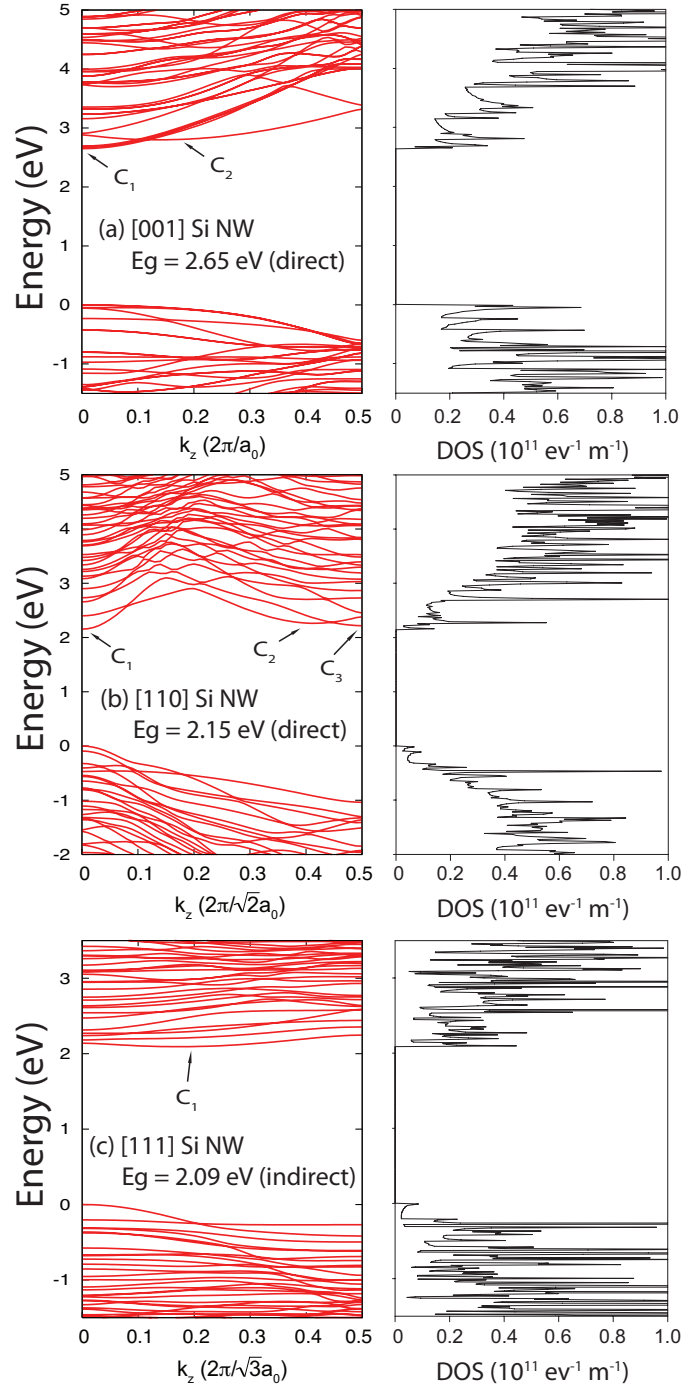 5
4
3
2
1
0
-1
Energy (eV)
C1
C2
(a) [001] Si NW
Eg = 2.65 eV (direct)
0 0.1 0.2 0.3 0.4 0.5
kz (2π/a0)
0 0.2 0.4 0.6 0.8 1.0
DOS (10¹¹ ev⁻¹ m⁻¹)
5
4
3
2
1
0
-1
-2
Energy (eV)
C1
C2
C3
(b) [110] Si NW
Eg = 2.15 eV (direct)
0 0.1 0.2 0.3 0.4 0.5
kz (2π/√2a0)
0 0.2 0.4 0.6 0.8 1.0
DOS (10¹¹ ev⁻¹ m⁻¹)
3
2
1
0
-1
Energy (eV)
C1
(c) [111] Si NW
Eg = 2.09 eV (indirect)
0 0.1 0.2 0.3 0.4 0.5
kz (2π/√3a0)
0 0.2 0.4 0.6 0.8 1.0
DOS (10¹¹ ev⁻¹ m⁻¹)